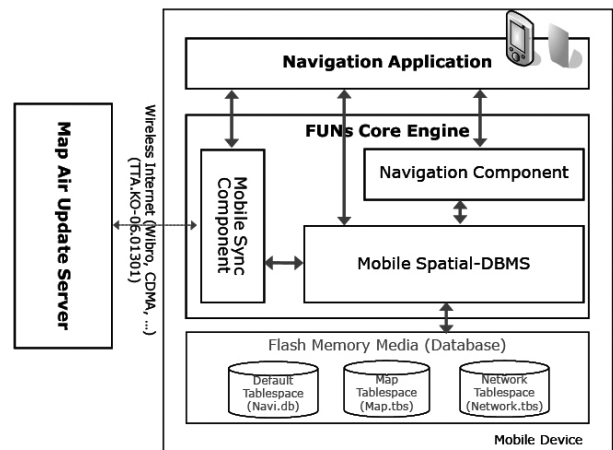 Navigation Application
FUNs Core Engine
Map Air Update Server
Wireless Internet (Wibro, CDMA, ...)
(TTA.KO-06.01301)
Mobile Sync
Component
Navigation Component
Mobile Spatial-DBMS
Flash Memory Media (Database)
Default
Tablespace
(Navi.db)
Map
Tablespace
(Map.tbs)
Network
Tablespace
(Network.tbs)
Mobile Device